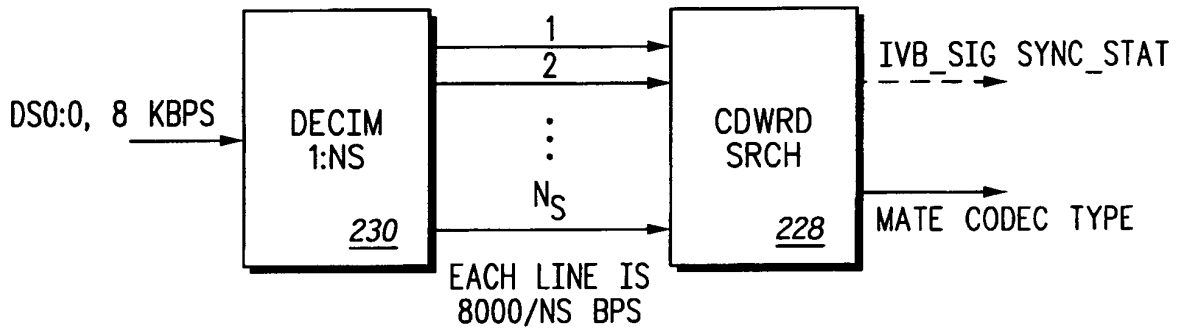 DS0:0, 8 KBPS
DECIM
1:NS
230
1
2
N_S
EACH LINE IS
8000/NS BPS
CDWRD
SRCH
228
IVB_SIG SYNC_STAT
MATE CODEC TYPE